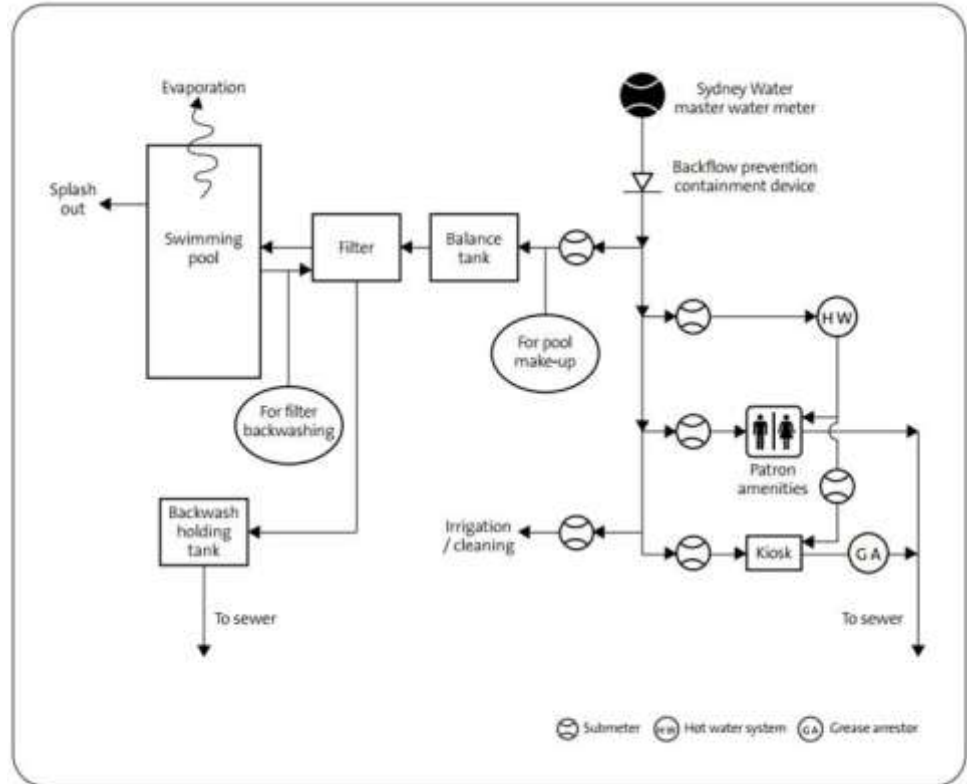 Evaporation
Sydney Water
master water meter
Backflow prevention
containment device
Splash
out
Swimming
pool
Filter
Balance
tank
HW
For pool
make-up
For filter
backwashing
Patron
amenities
Backwash
holding
tank
Irrigation
/ cleaning
Kiosk
GA
To sewer
To sewer
Submeter
HW Hot water system
GA Grease arrestor